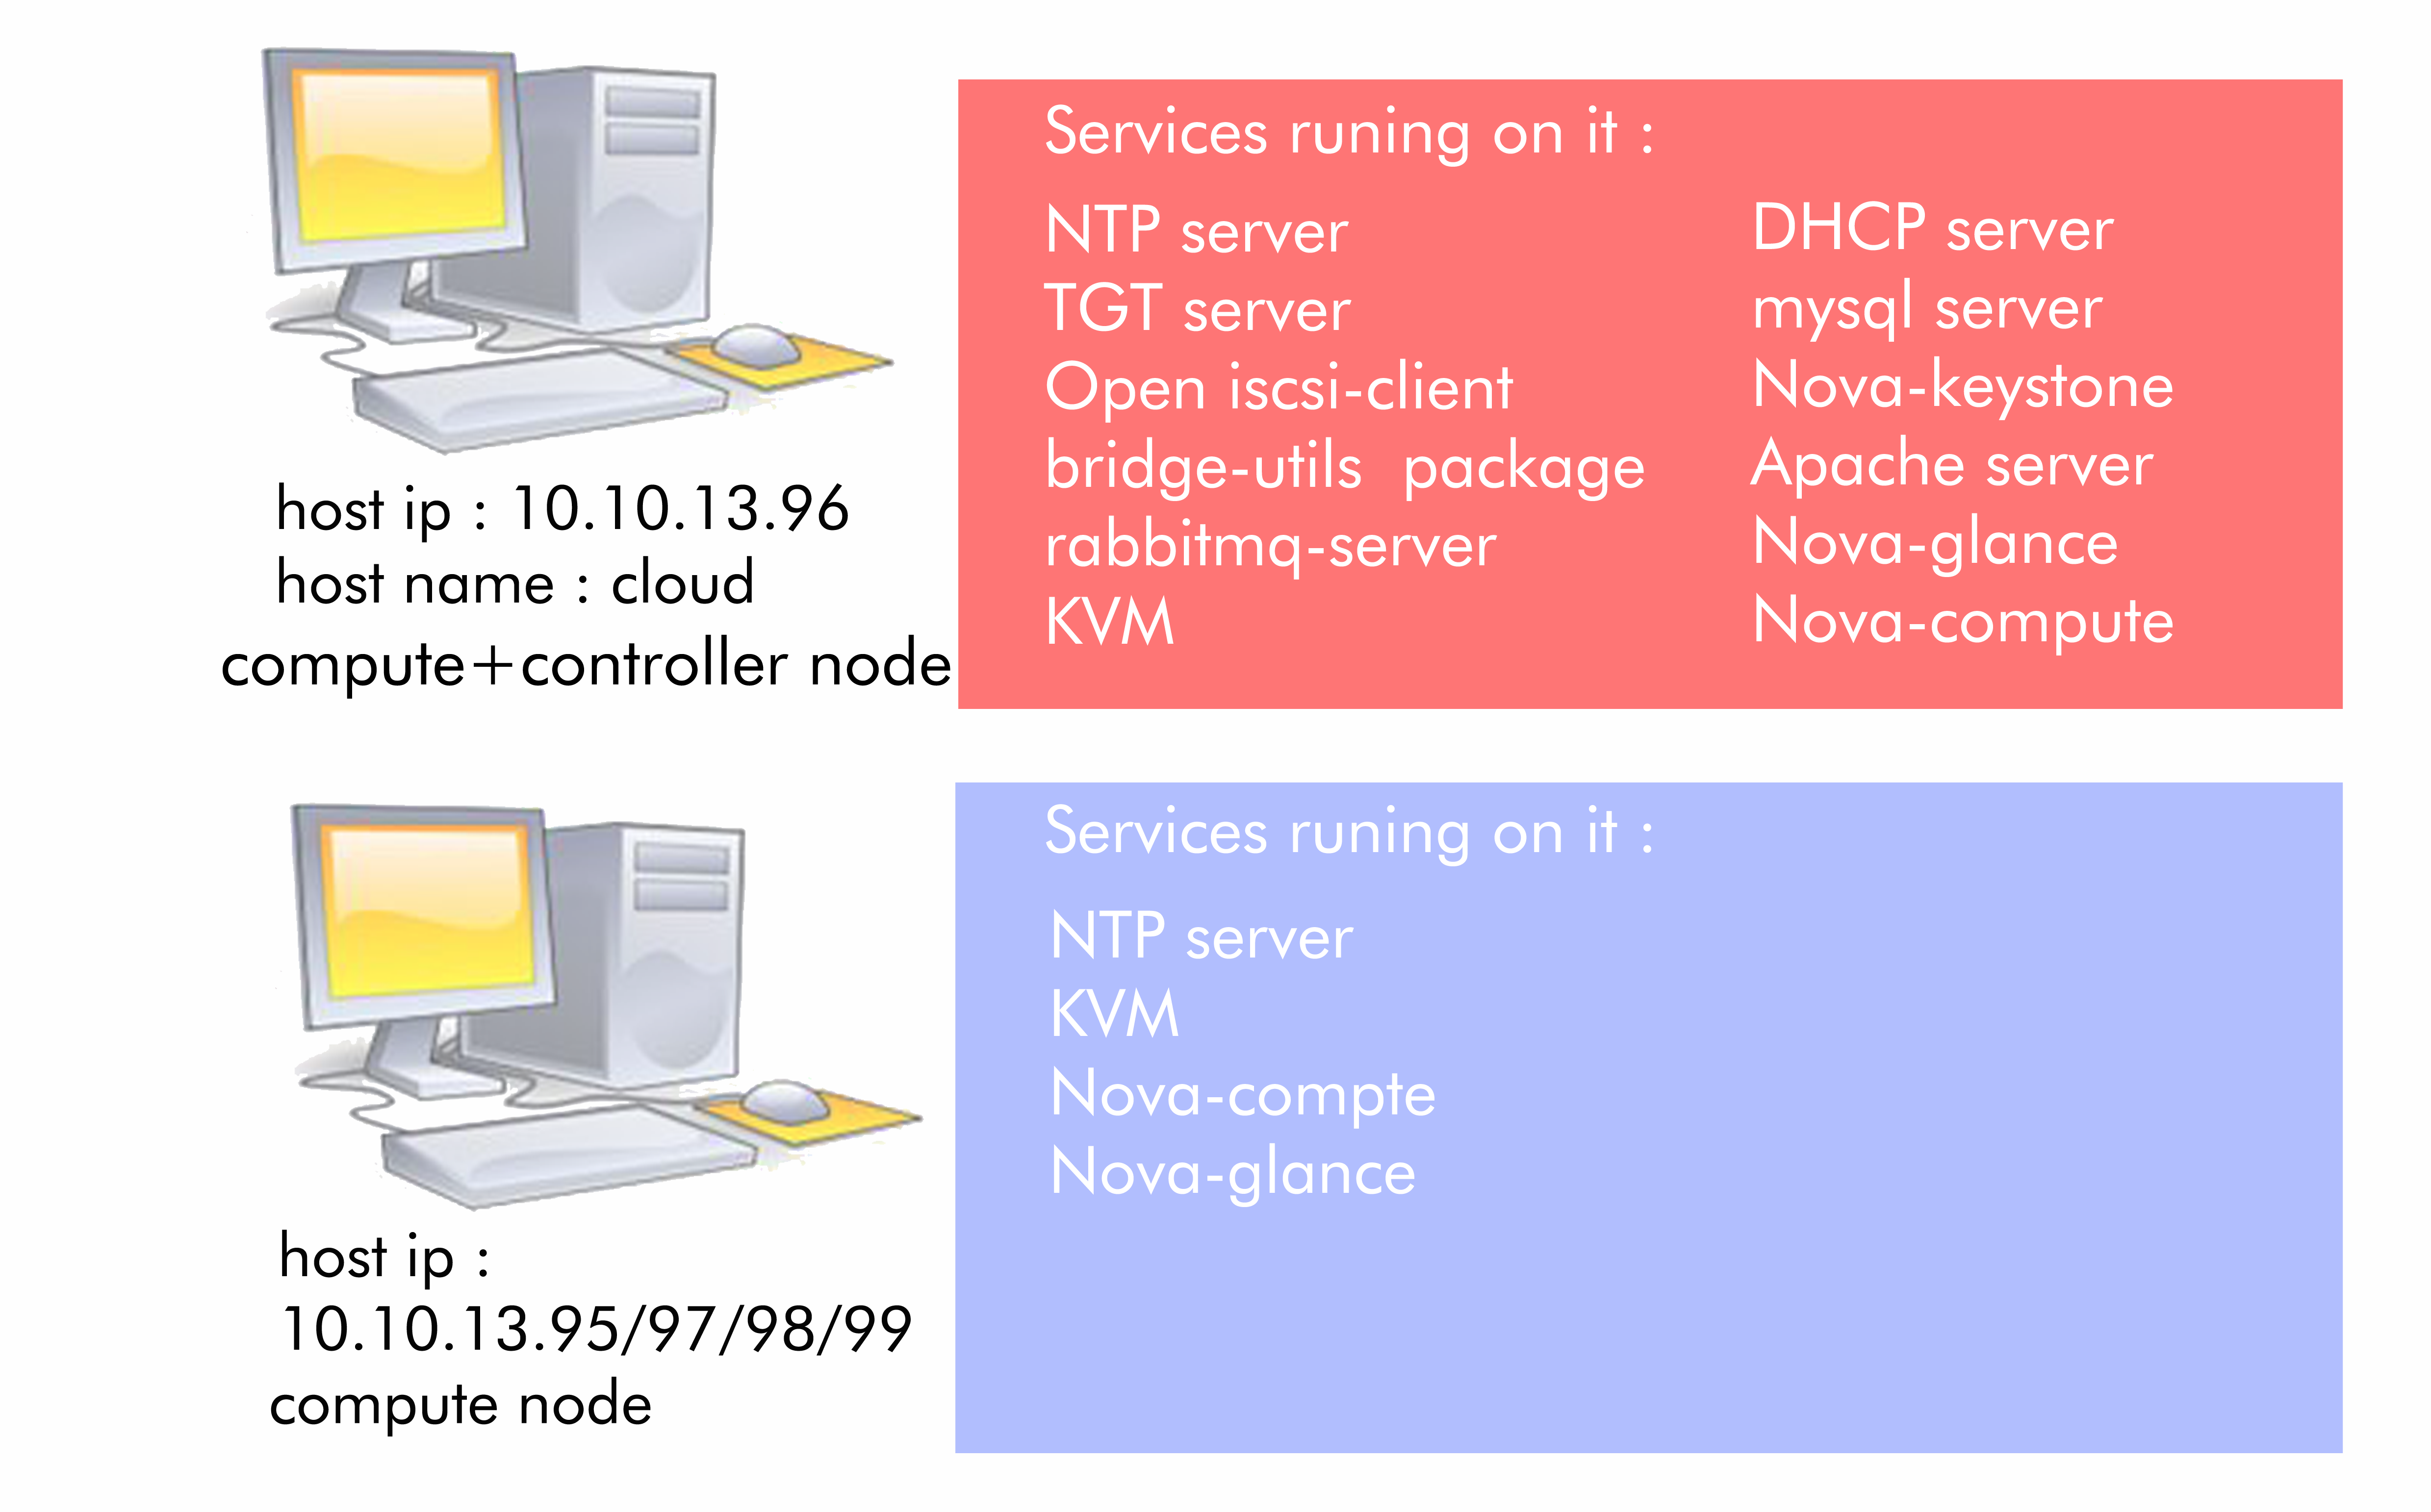 Services runing on it :
NTP server
TGT server
Open iscsi-client
bridge-utils package
rabbitmq-server
KVM
DHCP server
mysql server
Nova-keystone
Apache server
Nova-glance
Nova-compute
host ip : 10.10.13.96
host name : cloud
compute+controller node
Services runing on it :
NTP server
KVM
Nova-compte
Nova-glance
host ip :
10.10.13.95/97/98/99
compute node